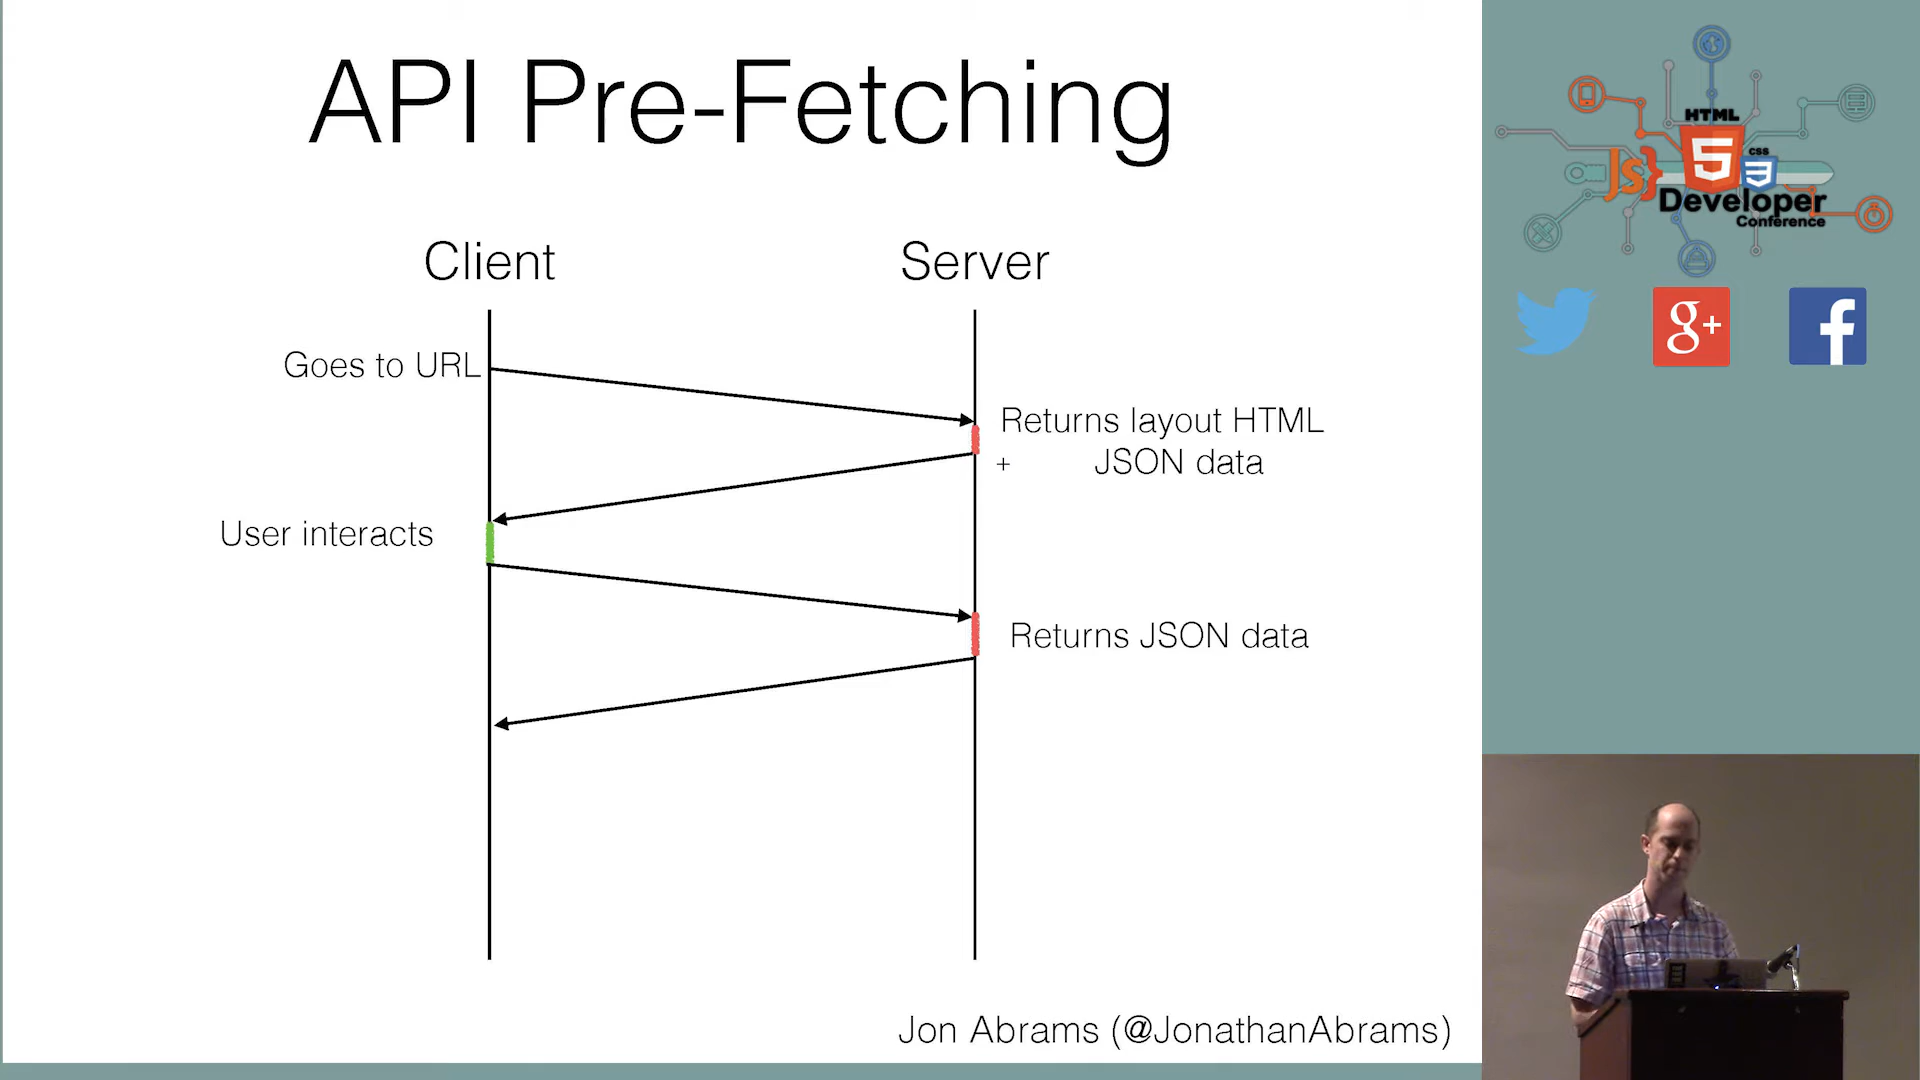 API Pre-Fetching
Client
Server
Goes to URL
Returns layout HTML
+ JSON data
User interacts
Returns JSON data
Jon Abrams (@JonathanAbrams)
HTML
5
JS}
CSS
3
Developer
Conference
g+
f